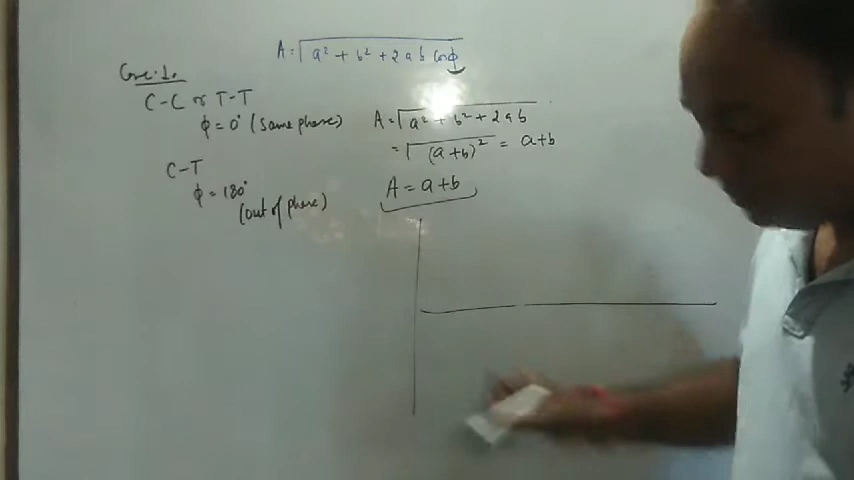 A = √a² + b² + 2ab Cosϕ
Case:1.
C-C or T-T
ϕ = 0° (Same phase)
A = √a² + b² + 2ab
= √(a+b)² = a+b
A = a+b
C-T
ϕ = 180°
(out of phase)